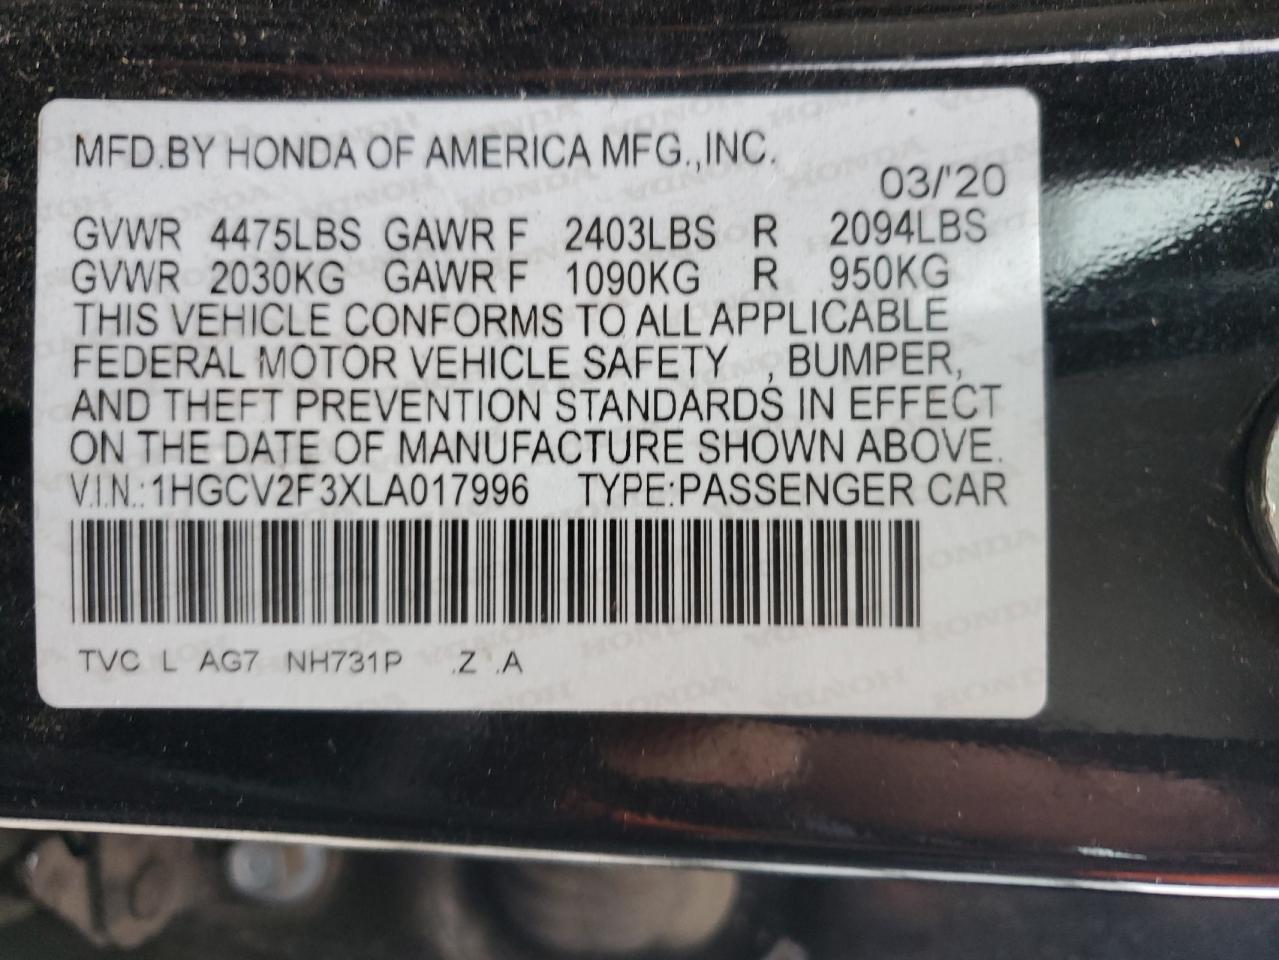 MFD.BY HONDA OF AMERICA MFG.,INC.
03/'20
GVWR 4475LBS GAWR F 2403LBS R 2094LBS
GVWR 2030KG GAWR F 1090KG R 950KG
THIS VEHICLE CONFORMS TO ALL APPLICABLE
FEDERAL MOTOR VEHICLE SAFETY , BUMPER,
AND THEFT PREVENTION STANDARDS IN EFFECT
ON THE DATE OF MANUFACTURE SHOWN ABOVE.
V.I.N.:1HGCV2F3XLA017996 TYPE:PASSENGER CAR
TVC L AG7 NH731P .Z .A